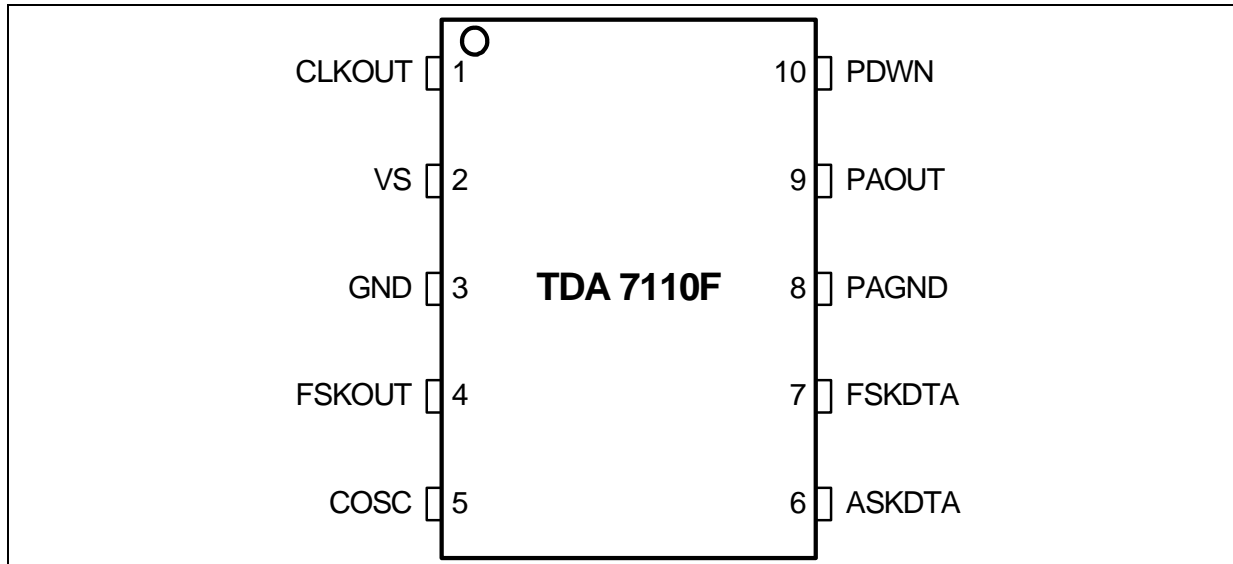 CLKOUT 1 10 PDWN
VS 2 9 PAOUT
GND 3 TDA 7110F 8 PAGND
FSKOUT 4 7 FSKDTA
COSC 5 6 ASKDTA